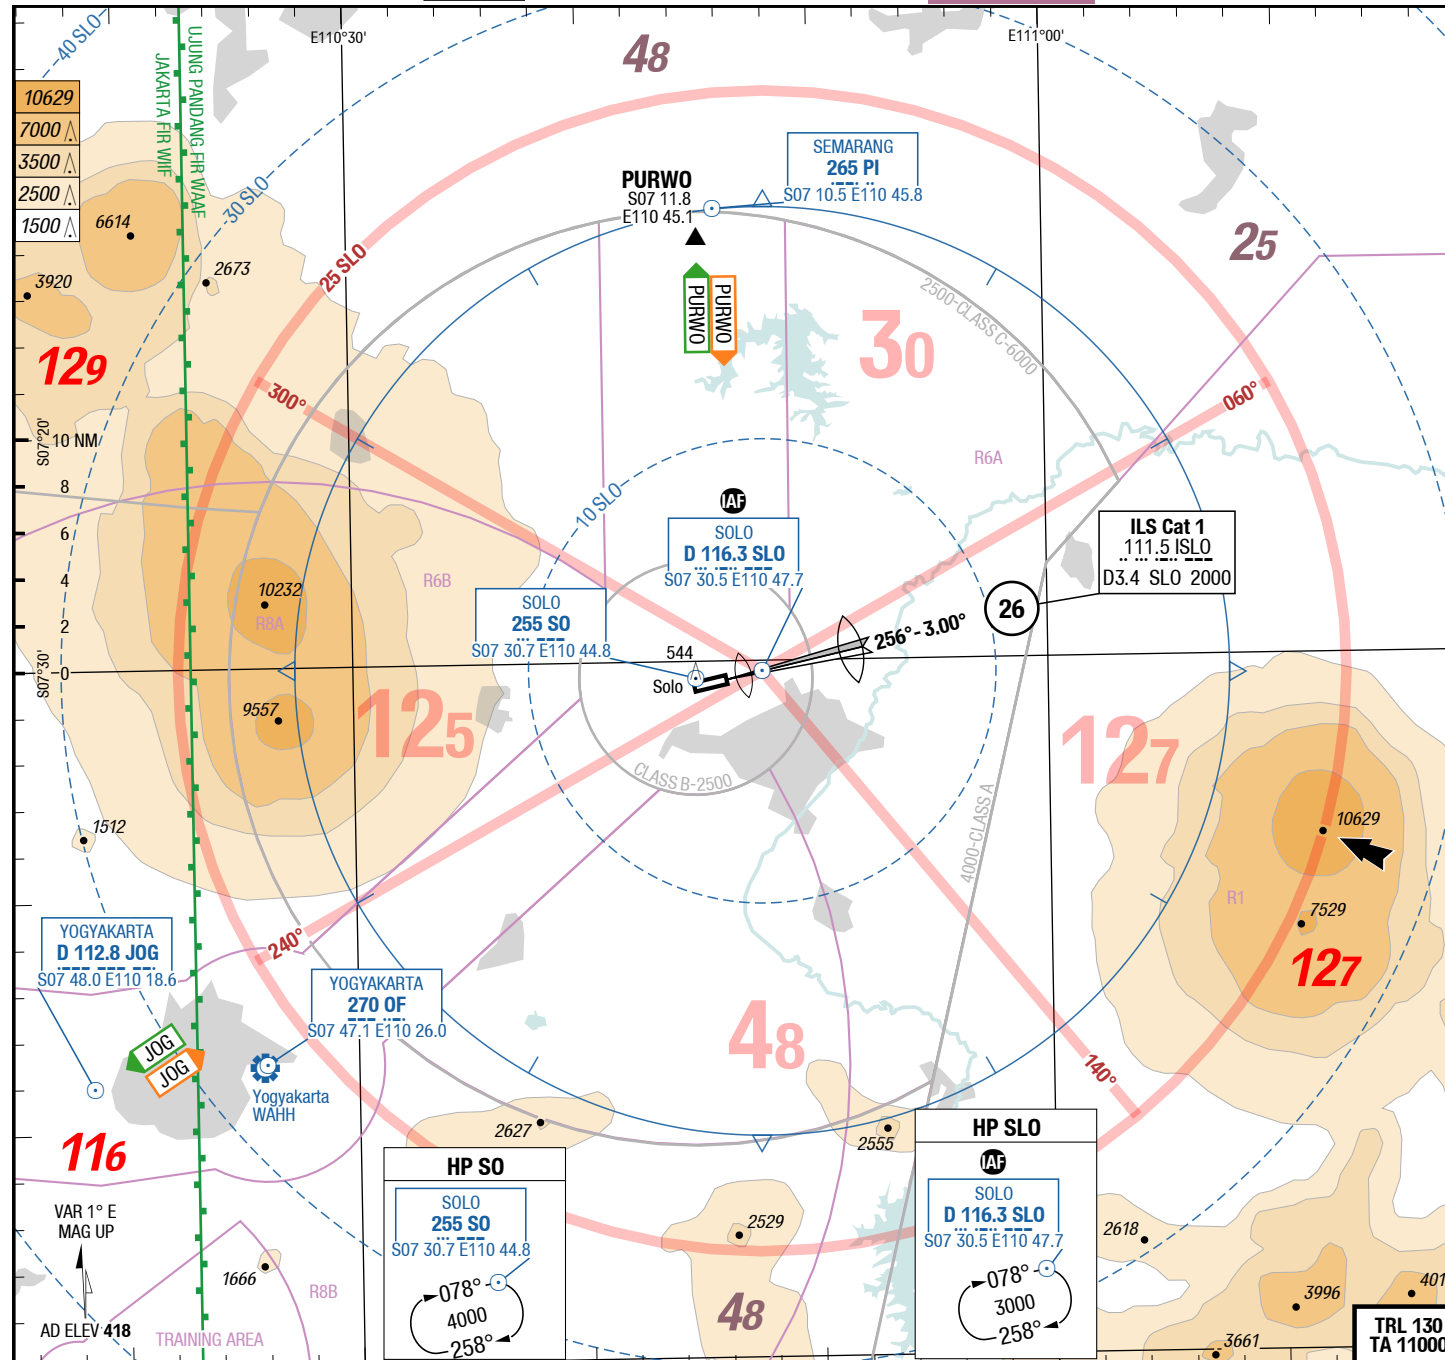 40 SLO
UJUNG PANDANG FIR WAAF
JAKARTA FIR WIIF
E110°30'
48
E111°00'
10629
7000
3500
2500
1500
6614
3920
2673
30 SLO
25 SLO
129
PURWO
S07 11.8
E110 45.1
SEMARANG
265 PI
S07 10.5 E110 45.8
PURWO
PURWO
2500-CLASS C-6000
30
25
300°
060°
S07°20'
10 NM
8
6
4
2
0
S07°30'
R6A
R6B
10 SLO
IAF
SOLO
D 116.3 SLO
S07 30.5 E110 47.7
ILS Cat 1
111.5 ISLO
D3.4 SLO 2000
26
256°- 3.00°
10232
R8A
SOLO
255 SO
S07 30.7 E110 44.8
544
Solo
9557
125
127
CLASS B-2500
4000-CLASS A
1512
10629
7529
R1
127
240°
YOGYAKARTA
D 112.8 JOG
S07 48.0 E110 18.6
YOGYAKARTA
270 OF
S07 47.1 E110 26.0
JOG
JOG
Yogyakarta
WAHH
48
140°
116
2627
2555
HP SO
SOLO
255 SO
S07 30.7 E110 44.8
078°
4000
258°
HP SLO
IAF
SOLO
D 116.3 SLO
S07 30.5 E110 47.7
078°
3000
258°
VAR 1° E
MAG UP
AD ELEV 418
1666
R8B
TRAINING AREA
2529
48
2618
3996
401
3661
TRL 130
TA 11000